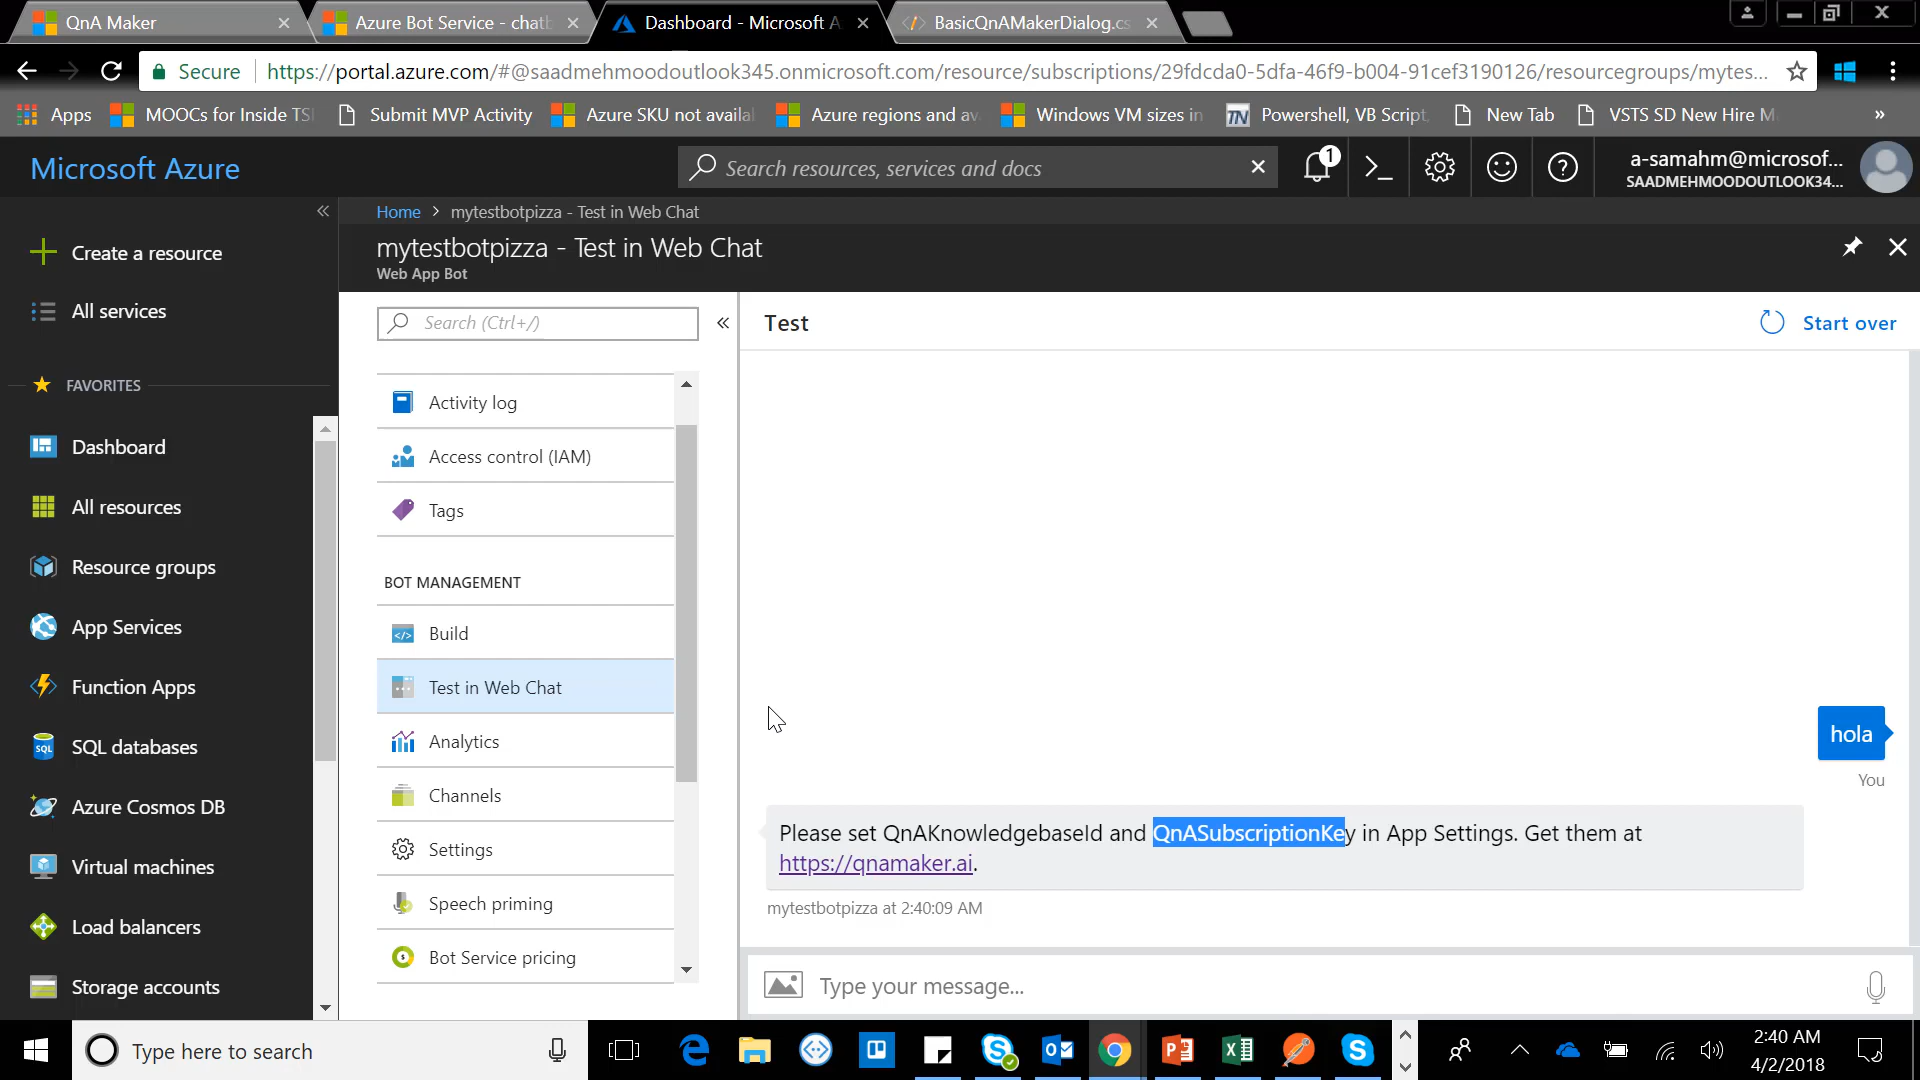 QnA Maker
Azure Bot Service - chatb
Dashboard - Microsoft A
BasicQnAMakerDialog.cs
Secure
https://portal.azure.com/#@saadmehmoodoutlook345.onmicrosoft.com/resource/subscriptions/29fdcda0-5dfa-46f9-b004-91cef3190126/resourcegroups/mytes...
Apps
MOOCs for Inside TSI
Submit MVP Activity
Azure SKU not availal
Azure regions and av
Windows VM sizes in
TN
Powershell, VB Script,
New Tab
VSTS SD New Hire M
»
Microsoft Azure
Search resources, services and docs
1
a-samahm@microsof...
SAADMEHMOODOUTLOOK34...
Home > mytestbotpizza - Test in Web Chat
mytestbotpizza - Test in Web Chat
Web App Bot
Create a resource
All services
FAVORITES
Dashboard
All resources
Resource groups
App Services
Function Apps
SQL
SQL databases
Azure Cosmos DB
Virtual machines
Load balancers
Storage accounts
Search (Ctrl+/)
Activity log
Access control (IAM)
Tags
BOT MANAGEMENT
Build
Test in Web Chat
Analytics
Channels
Settings
Speech priming
Bot Service pricing
Test
Start over
hola
You
Please set QnAKnowledgebaseId and QnASubscriptionKey in App Settings. Get them at
https://qnamaker.ai.
mytestbotpizza at 2:40:09 AM
Type your message...
Type here to search
2:40 AM
4/2/2018